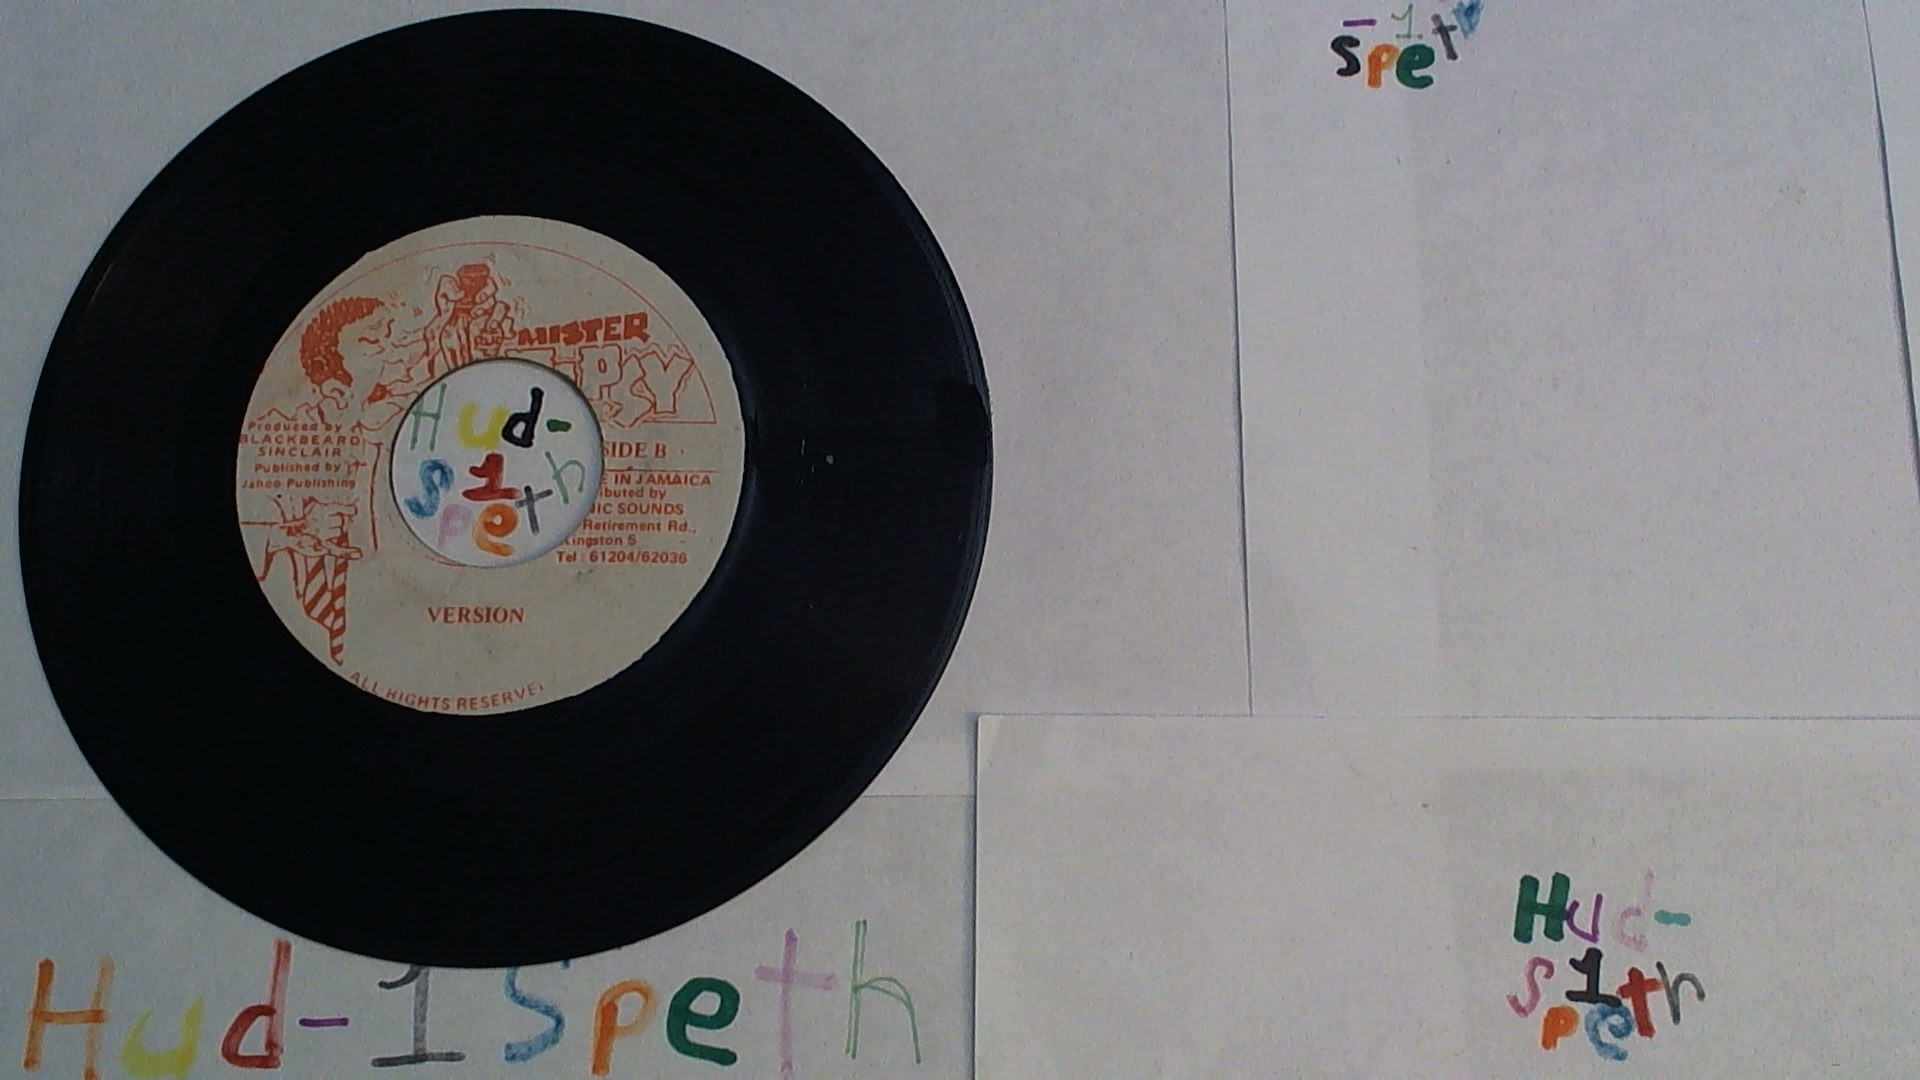 -1
Speth
MISTER
SIDE B
Produced by
BLACKBEARD
SINCLAIR
Published by
Jahoo Publishing
IN JAMAICA
SOUNDS
Retirement Rd.,
Kingston 5
Tel : 61204/62036
VERSION
ALL RIGHTS RESERVE
Hud-
1
Speth
Hud-
1
Speth
Hud-1Speth